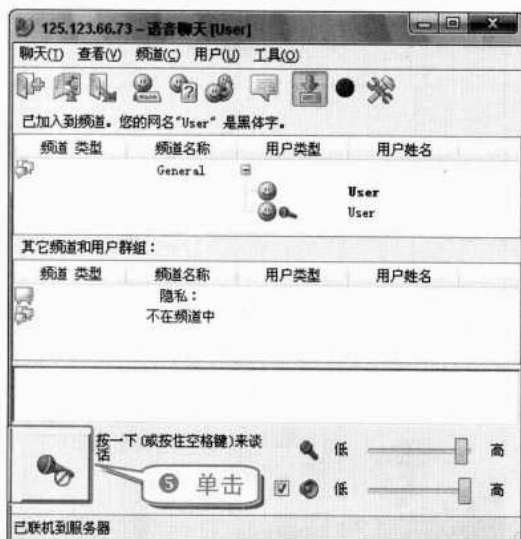 125.123.66.73 – 语音聊天 [User]
聊天(T) 查看(V) 频道(C) 用户(U) 工具(O)
已加入到频道。您的网名"User" 是黑体字。
频道 类型 频道名称 用户类型 用户姓名
General
User
User
其它频道和用户群组：
频道 类型 频道名称 用户类型 用户姓名
隐私：
不在频道中
按一下(或按住空格键)来谈
话
低 高
❺ 单击
低 高
已联机到服务器